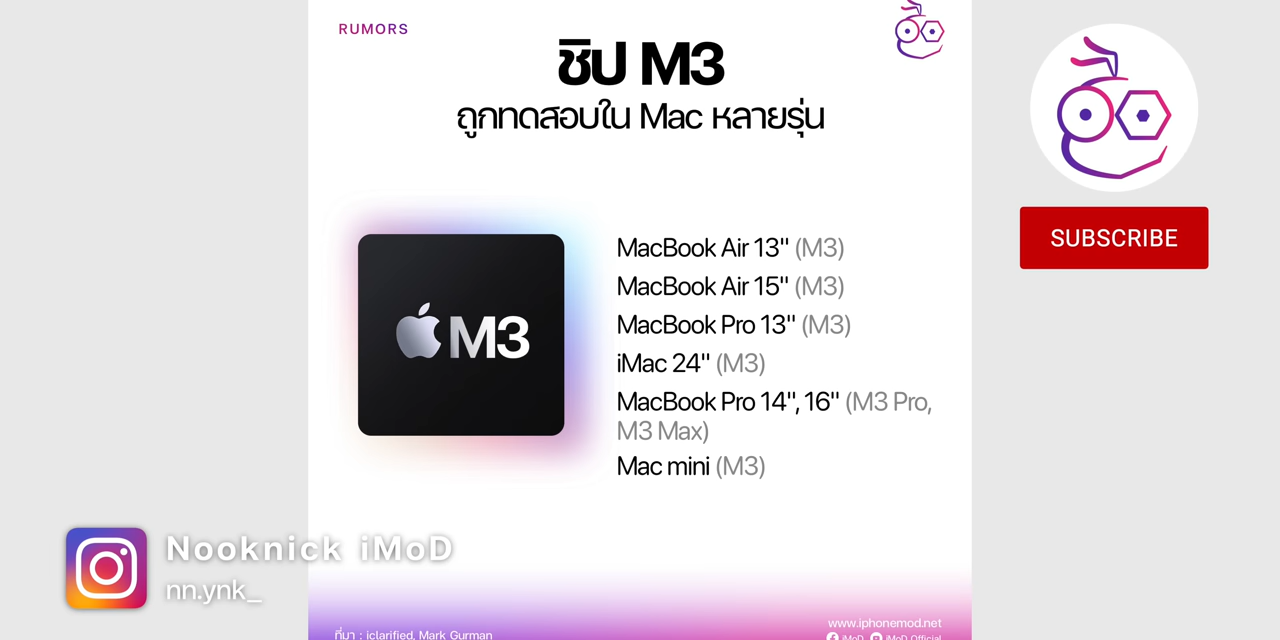 RUMORS
ชิป M3
ถูกทดสอบใน Mac หลายรุ่น
SUBSCRIBE
M3
MacBook Air 13" (M3)
MacBook Air 15" (M3)
MacBook Pro 13" (M3)
iMac 24" (M3)
MacBook Pro 14", 16" (M3 Pro,
M3 Max)
Mac mini (M3)
Nooknick iMoD
nn.ynk_
ที่มา : iclarified, Mark Gurman
www.iphonemod.net
iMoD iMoD Official